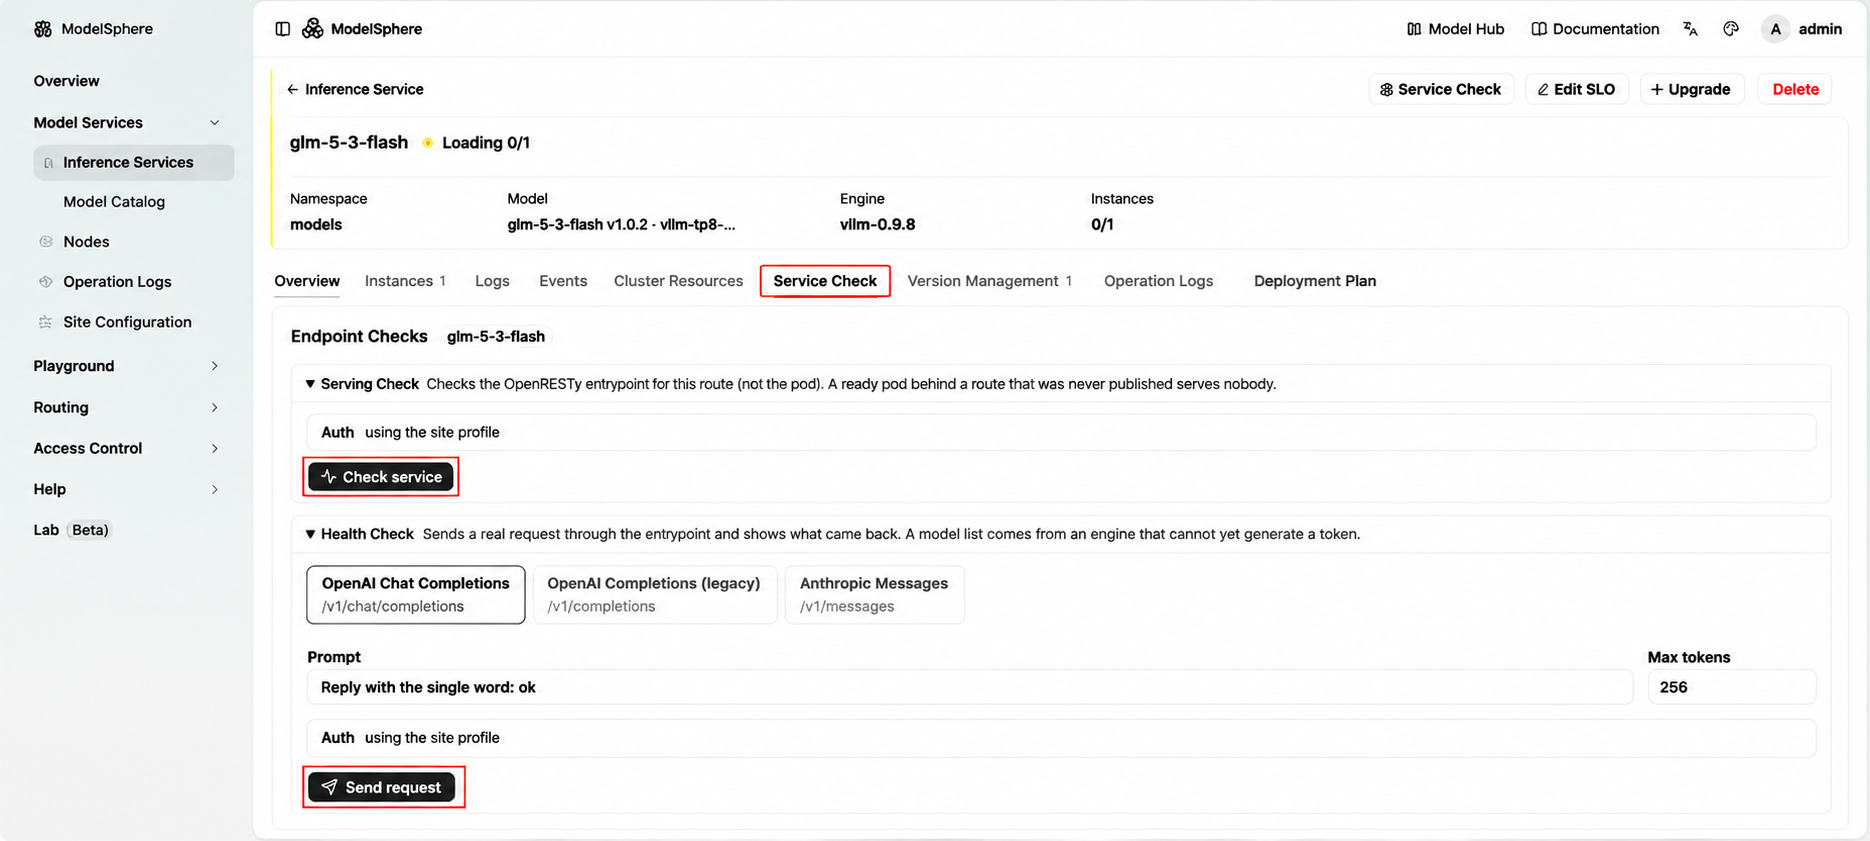 ModelSphere
Overview
Model Services
Inference Services
Model Catalog
Nodes
Operation Logs
Site Configuration
Playground
Routing
Access Control
Help
Lab (Beta)
ModelSphere
Model Hub
Documentation
A admin
← Inference Service
Service Check
Edit SLO
+ Upgrade
Delete
glm-5-3-flash Loading 0/1
Namespace Model Engine Instances
models glm-5-3-flash v1.0.2 · vllm-tp8-... vllm-0.9.8 0/1
Overview Instances 1 Logs Events Cluster Resources Service Check Version Management 1 Operation Logs Deployment Plan
Endpoint Checks glm-5-3-flash
▼ Serving Check Checks the OpenRESTy entrypoint for this route (not the pod). A ready pod behind a route that was never published serves nobody.
Auth using the site profile
Check service
▼ Health Check Sends a real request through the entrypoint and shows what came back. A model list comes from an engine that cannot yet generate a token.
OpenAI Chat Completions OpenAI Completions (legacy) Anthropic Messages
/v1/chat/completions /v1/completions /v1/messages
Prompt Max tokens
Reply with the single word: ok 256
Auth using the site profile
Send request